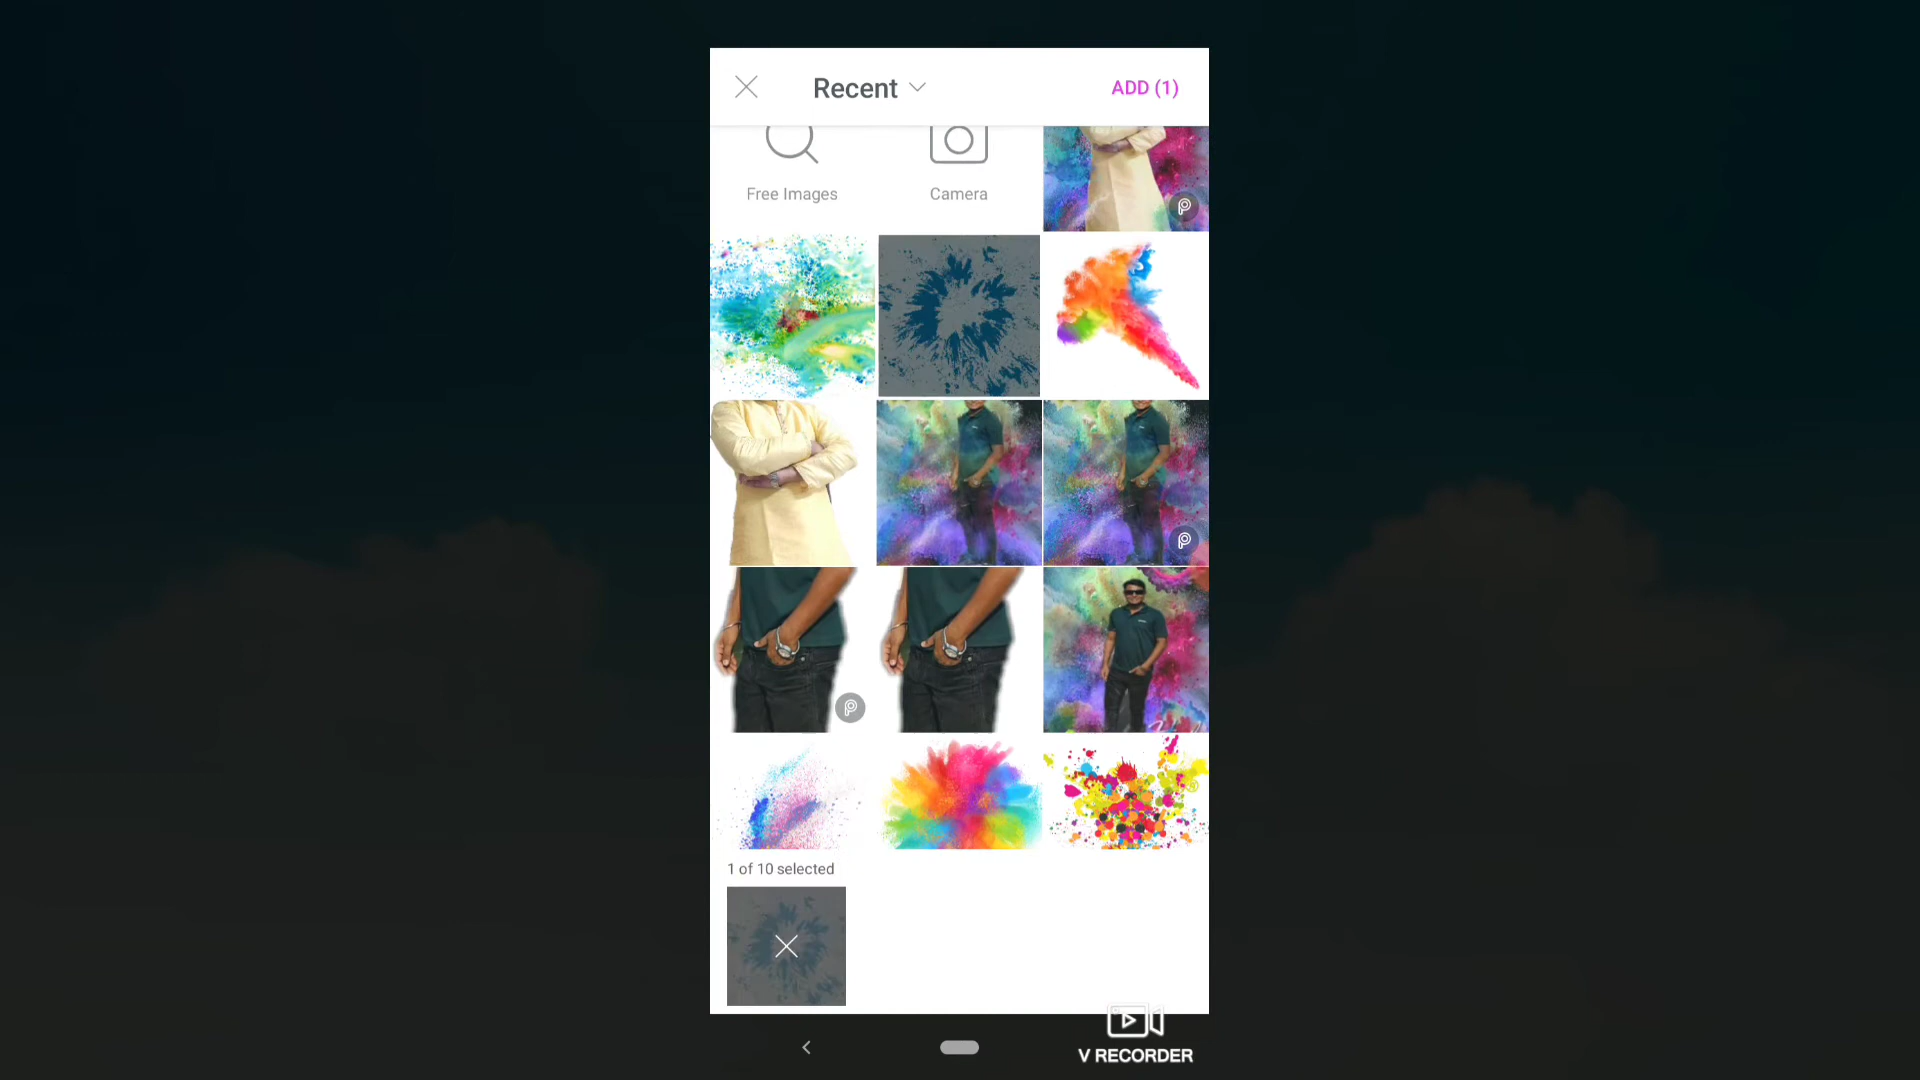 Recent
ADD (1)
Free Images
Camera
1 of 10 selected
V RECORDER